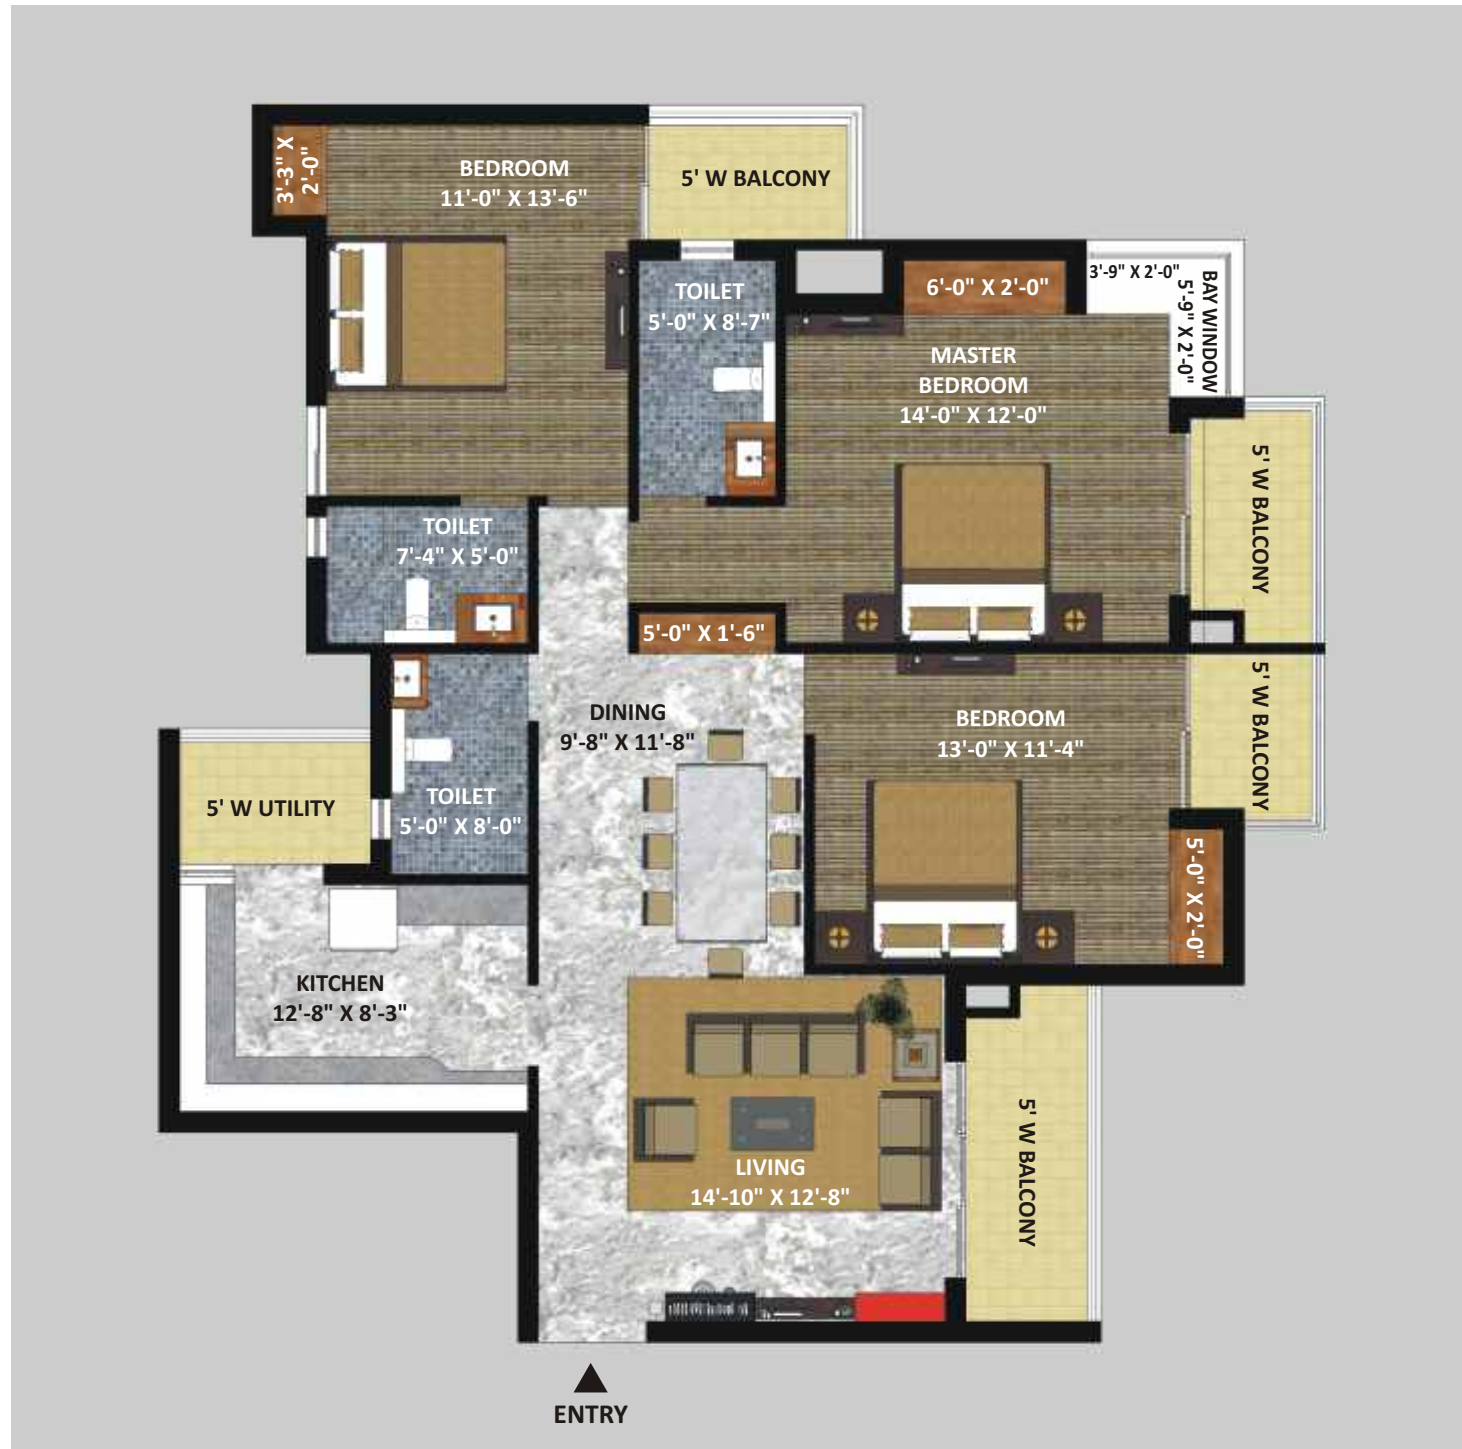 3'-3" X
2'-0"
BEDROOM
11'-0" X 13'-6"
5' W BALCONY
TOILET
5'-0" X 8'-7"
6'-0" X 2'-0"
3'-9" X 2'-0"
BAY WINDOW
5'-9" X 2'-0"
MASTER
BEDROOM
14'-0" X 12'-0"
5' W BALCONY
TOILET
7'-4" X 5'-0"
5'-0" X 1'-6"
DINING
9'-8" X 11'-8"
BEDROOM
13'-0" X 11'-4"
5' W BALCONY
5' W UTILITY
TOILET
5'-0" X 8'-0"
5'-0" X 2'-0"
KITCHEN
12'-8" X 8'-3"
LIVING
14'-10" X 12'-8"
5' W BALCONY
ENTRY